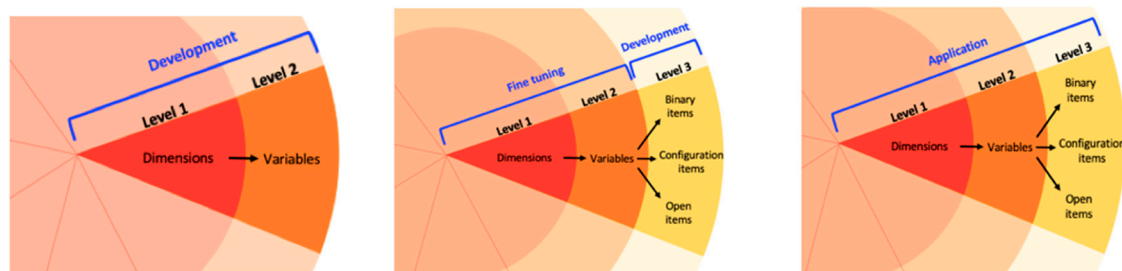 Development
Level 1
Level 2
Dimensions
Variables
Fine tuning
Development
Level 1
Level 2
Level 3
Dimensions
Variables
Binary
items
Configuration
items
Open
items
Application
Level 1
Level 2
Level 3
Dimensions
Variables
Binary
items
Configuration
items
Open
items